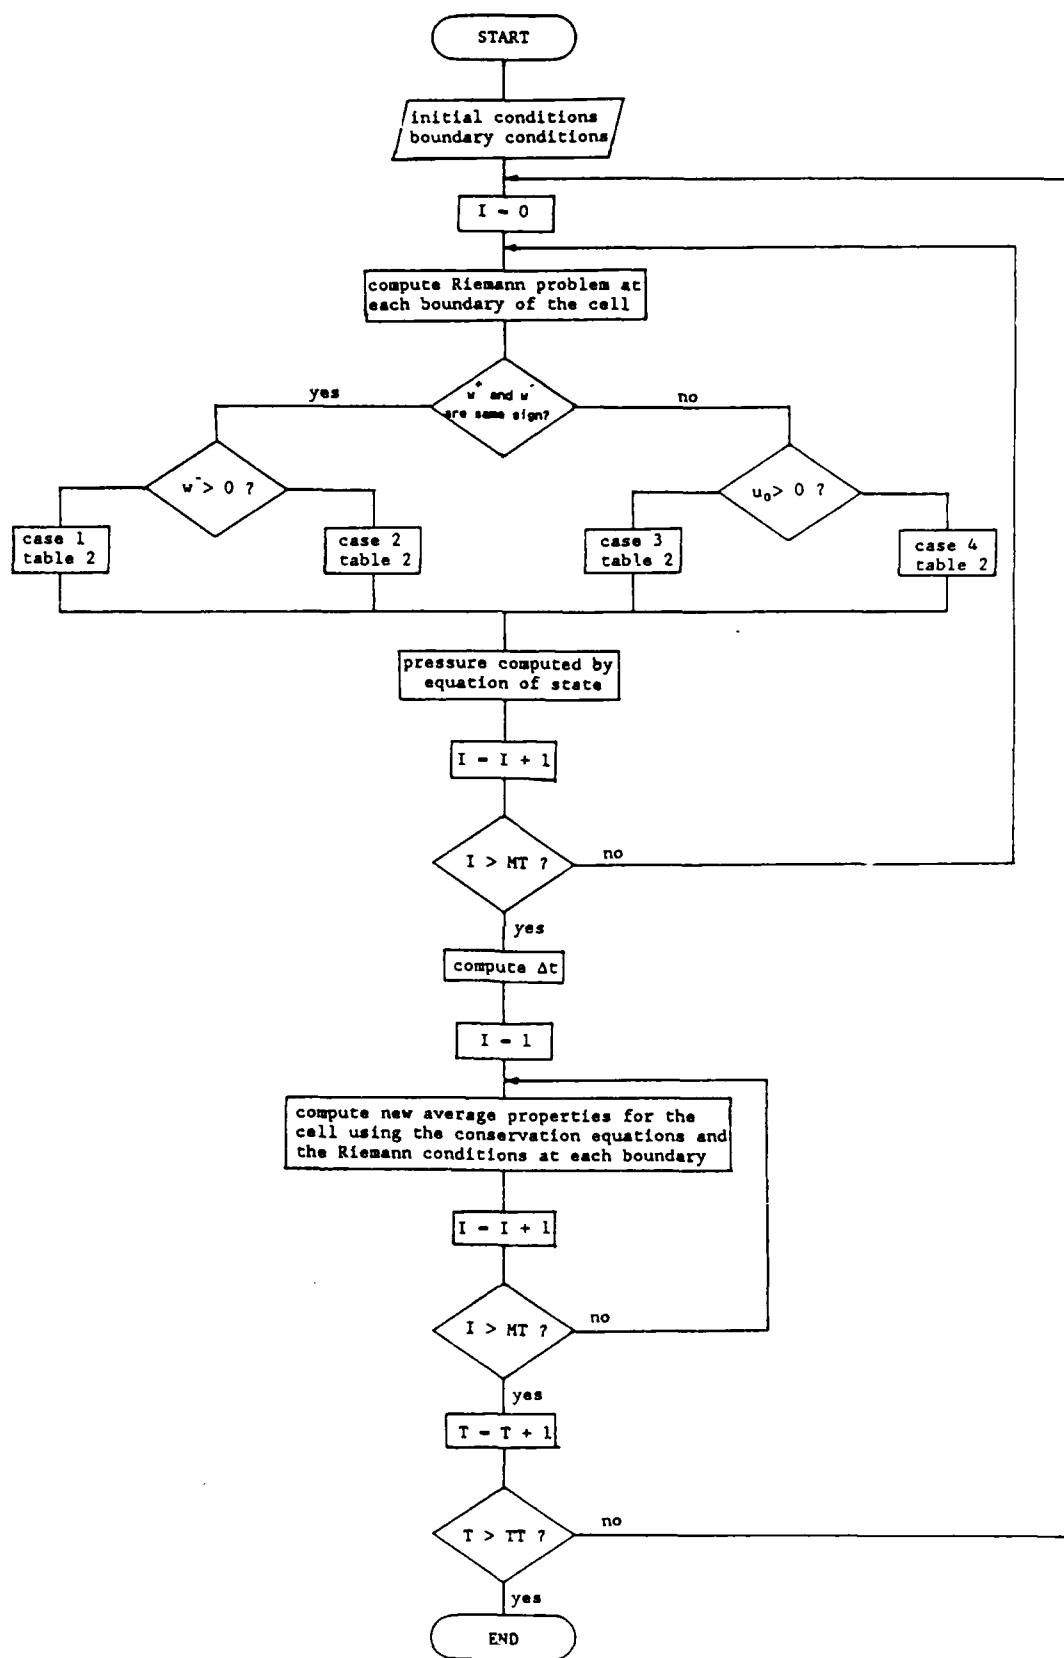 START
initial conditions
boundary conditions
I = 0
compute Riemann problem at
each boundary of the cell
yes
w⁺ and w⁻
are same sign?
no
w⁻ > 0 ?
u₀ > 0 ?
case 1
table 2
case 2
table 2
case 3
table 2
case 4
table 2
pressure computed by
equation of state
I = I + 1
I > MT ?
no
yes
compute Δt
I = 1
compute new average properties for the
cell using the conservation equations and
the Riemann conditions at each boundary
I = I + 1
I > MT ?
no
yes
T = T + 1
T > TT ?
no
yes
END